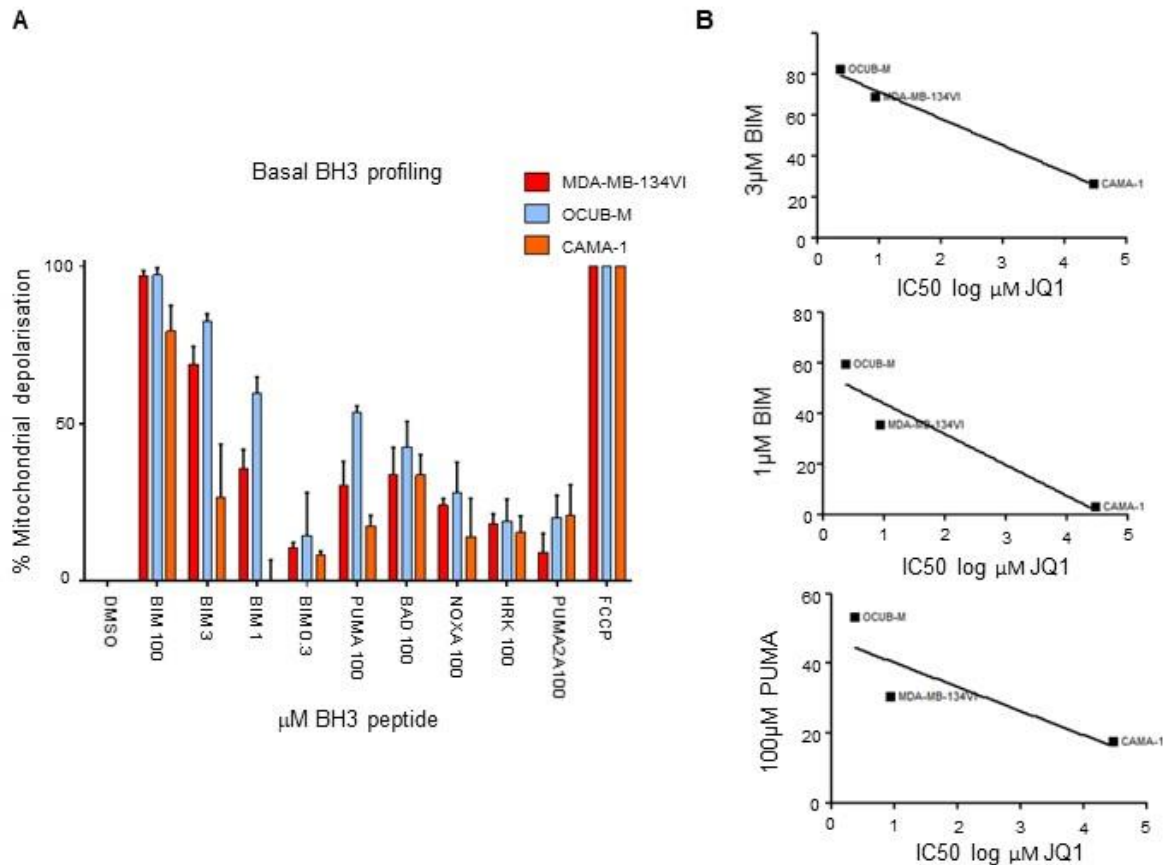 A
Basal BH3 profiling
MDA-MB-134VI
OCUB-M
CAMA-1
% Mitrochondrial depolarisation
100
50
0
DMSO
BIM 100
BIM 3
BIM 1
BIM 0.3
PUMA 100
BAD 100
NOXA 100
HRK 100
PUMA2A100
FCCP
µM BH3 peptide
B
3µM BIM
80
60
40
20
0
OCUB-M
MDA-MB-134VI
CAMA-1
0 1 2 3 4 5
IC50 log µM JQ1
1µM BIM
80
60
40
20
0
OCUB-M
MDA-MB-134VI
CAMA-1
0 1 2 3 4 5
IC50 log µM JQ1
100µM PUMA
60
40
20
0
OCUB-M
MDA-MB-134VI
CAMA-1
0 1 2 3 4 5
IC50 log µM JQ1